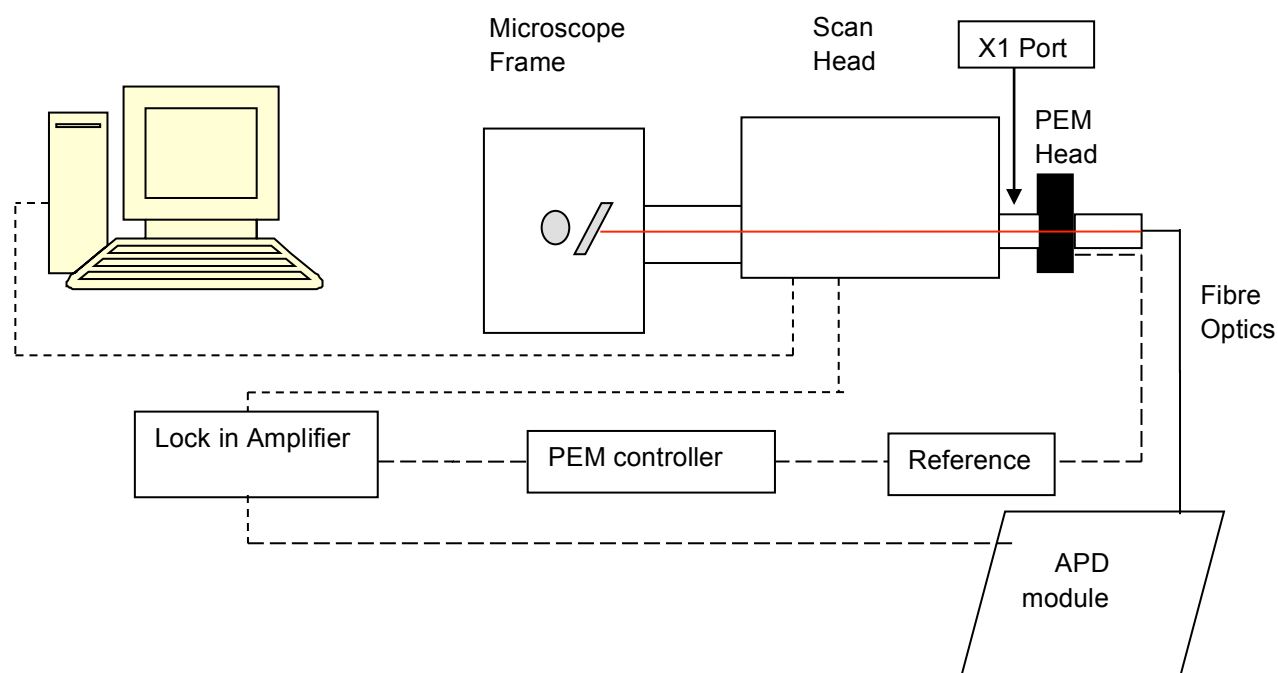 Microscope
Frame
Scan
Head
X1 Port
PEM
Head
Fibre
Optics
Lock in Amplifier
PEM controller
Reference
APD
module